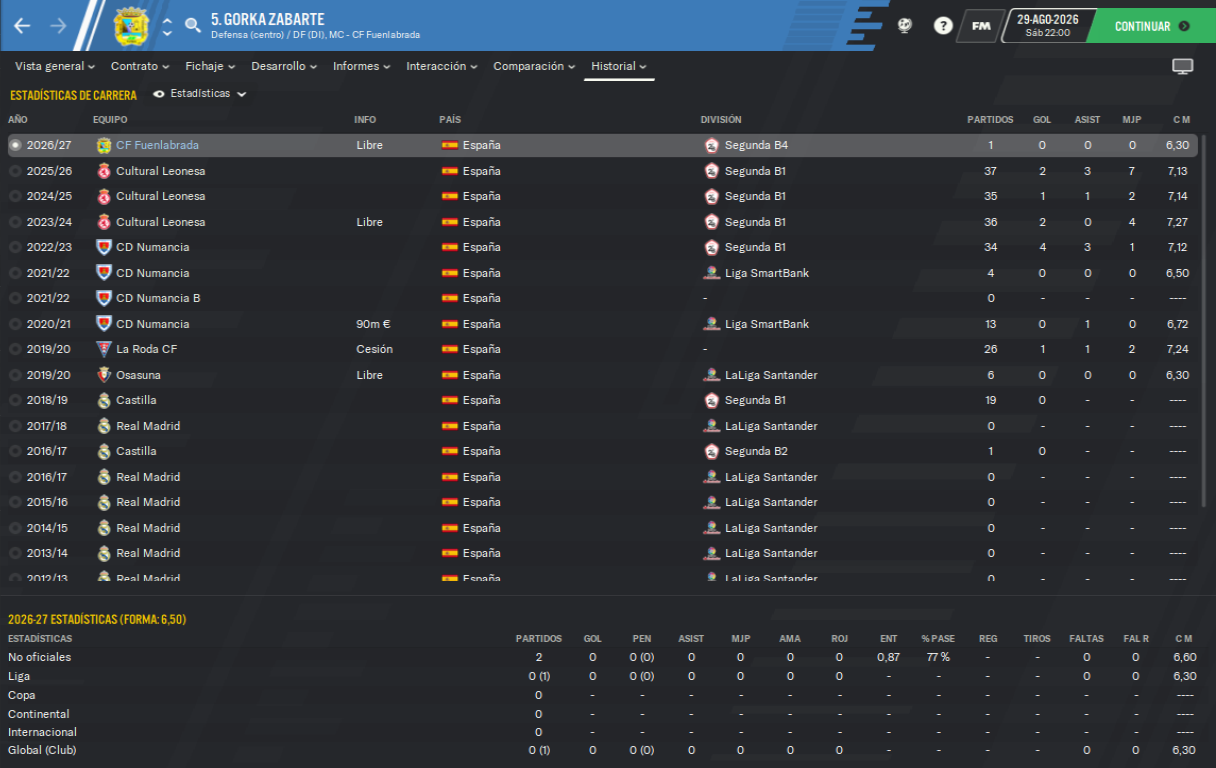 5. GORKA ZABARTE
Defensa (centro) / DF (DI), MC - CF Fuenlabrada
?
FM
29-AGO-2026
Sáb 22:00
CONTINUAR
Vista general Contrato Fichaje Desarrollo Informes Interacción Comparación Historial
ESTADÍSTICAS DE CARRERA Estadísticas
AÑO EQUIPO INFO PAÍS DIVISIÓN PARTIDOS GOL ASIST MJP C M
2026/27 CF Fuenlabrada Libre España Segunda B4 1 0 0 0 6,30
2025/26 Cultural Leonesa España Segunda B1 37 2 3 7 7,13
2024/25 Cultural Leonesa España Segunda B1 35 1 1 2 7,14
2023/24 Cultural Leonesa Libre España Segunda B1 36 2 0 4 7,27
2022/23 CD Numancia España Segunda B1 34 4 3 1 7,12
2021/22 CD Numancia España Liga SmartBank 4 0 0 0 6,50
2021/22 CD Numancia B España - 0 - - - ----
2020/21 CD Numancia 90m € España Liga SmartBank 13 0 1 0 6,72
2019/20 La Roda CF Cesión España - 26 1 1 2 7,24
2019/20 Osasuna Libre España LaLiga Santander 6 0 0 0 6,30
2018/19 Castilla España Segunda B1 19 0 - - ----
2017/18 Real Madrid España LaLiga Santander 0 - - - ----
2016/17 Castilla España Segunda B2 1 0 - - ----
2016/17 Real Madrid España LaLiga Santander 0 - - - ----
2015/16 Real Madrid España LaLiga Santander 0 - - - ----
2014/15 Real Madrid España LaLiga Santander 0 - - - ----
2013/14 Real Madrid España LaLiga Santander 0 - - - ----
2012/13 Real Madrid España LaLiga Santander 0 - - - ----
2026-27 ESTADÍSTICAS (FORMA: 6,50)
ESTADÍSTICAS PARTIDOS GOL PEN ASIST MJP AMA ROJ ENT % PASE REG TIROS FALTAS FAL R C M
No oficiales 2 0 0 (0) 0 0 0 0 0,87 77 % - - 0 0 6,60
Liga 0 (1) 0 0 (0) 0 0 0 0 - - - - 0 0 6,30
Copa 0 - - - - - - - - - - - - ----
Continental 0 - - - - - - - - - - - - ----
Internacional 0 - - - - - - - - - - - - ----
Global (Club) 0 (1) 0 0 (0) 0 0 0 0 - - - - 0 0 6,30